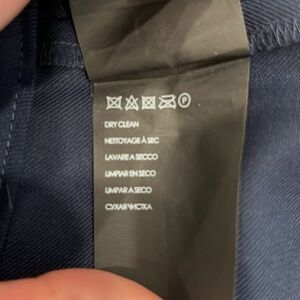 P
DRY CLEAN
NETTOYAGE À SEC
LAVARE A SECCO
LIMPIAR EN SECO
LIMPAR A SECO
СУХАЯ ЧИСТКА